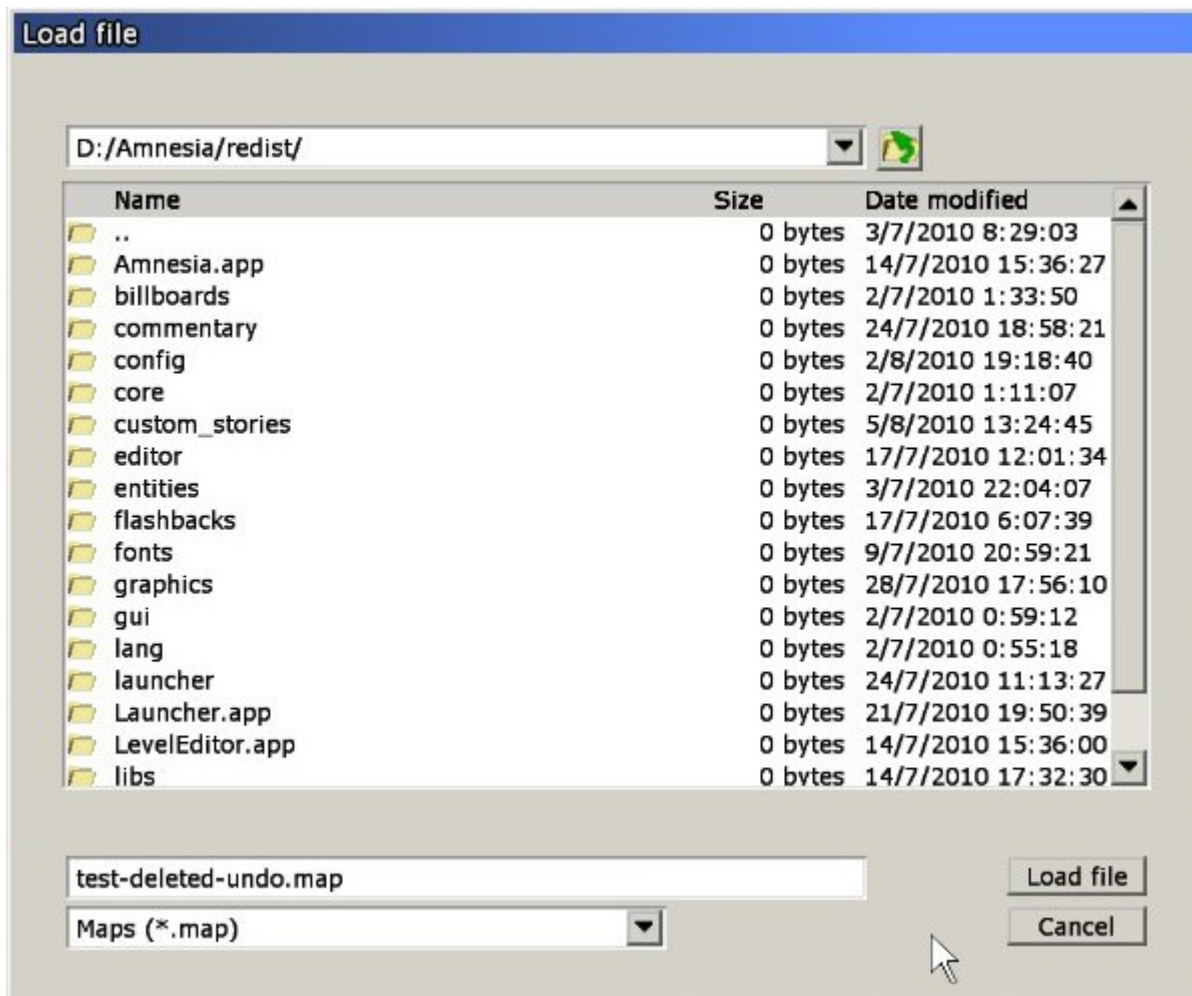 Load file
D:/Amnesia/redist/
Name Size Date modified
.. 0 bytes 3/7/2010 8:29:03
Amnesia.app 0 bytes 14/7/2010 15:36:27
billboards 0 bytes 2/7/2010 1:33:50
commentary 0 bytes 24/7/2010 18:58:21
config 0 bytes 2/8/2010 19:18:40
core 0 bytes 2/7/2010 1:11:07
custom_stories 0 bytes 5/8/2010 13:24:45
editor 0 bytes 17/7/2010 12:01:34
entities 0 bytes 3/7/2010 22:04:07
flashbacks 0 bytes 17/7/2010 6:07:39
fonts 0 bytes 9/7/2010 20:59:21
graphics 0 bytes 28/7/2010 17:56:10
gui 0 bytes 2/7/2010 0:59:12
lang 0 bytes 2/7/2010 0:55:18
launcher 0 bytes 24/7/2010 11:13:27
Launcher.app 0 bytes 21/7/2010 19:50:39
LevelEditor.app 0 bytes 14/7/2010 15:36:00
libs 0 bytes 14/7/2010 17:32:30
test-deleted-undo.map Load file
Maps (*.map) Cancel